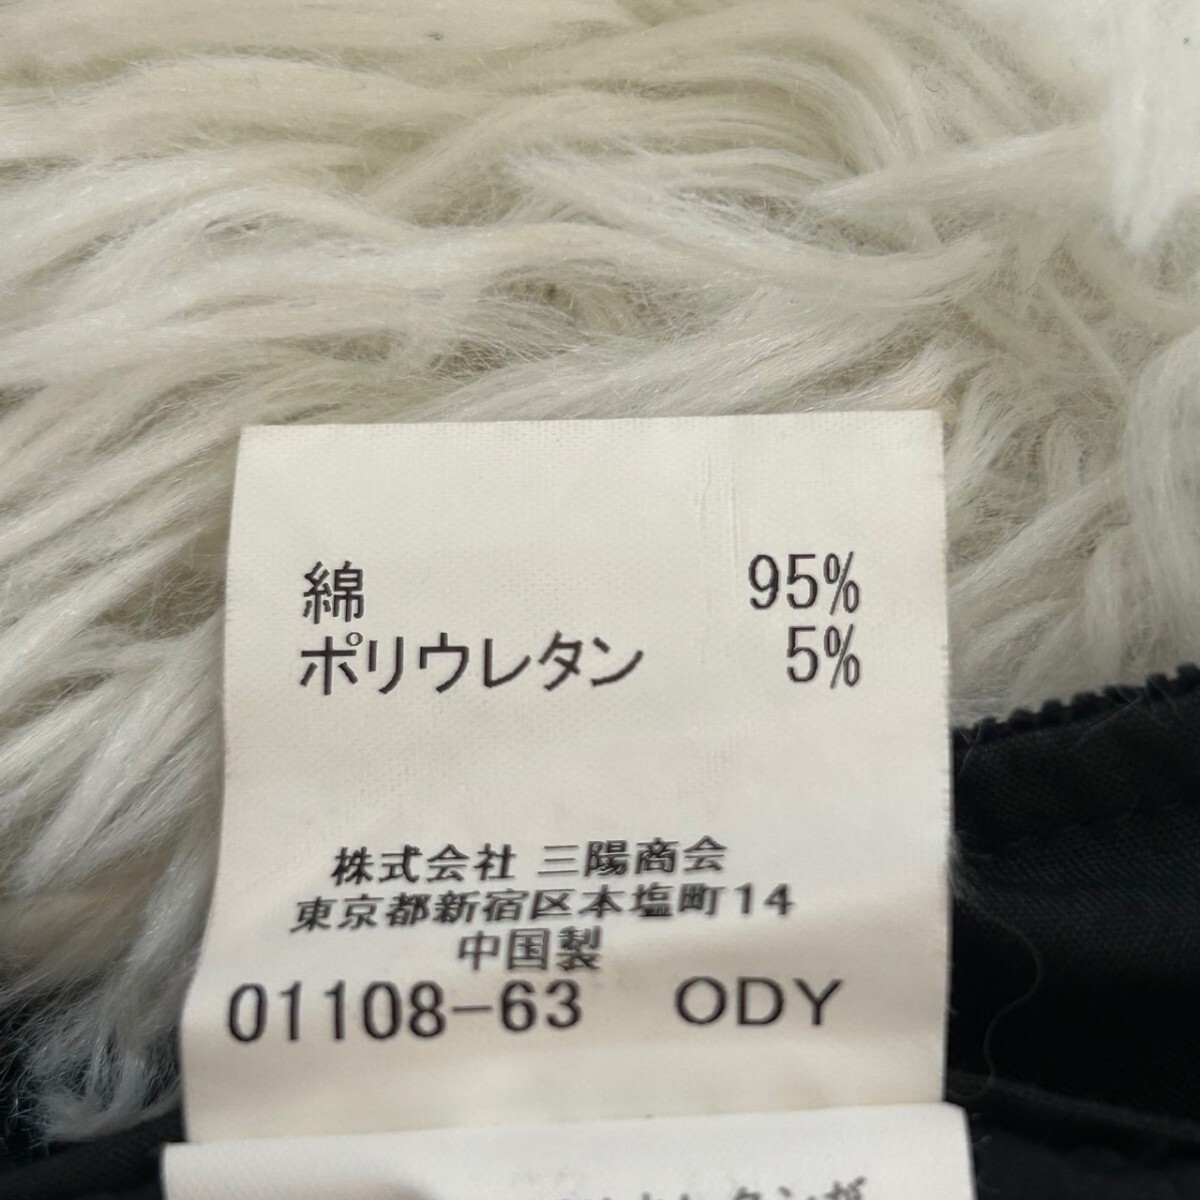 綿 95%
ポリウレタン 5%
株式会社 三陽商会
東京都新宿区本塩町14
中国製
01108-63 ODY